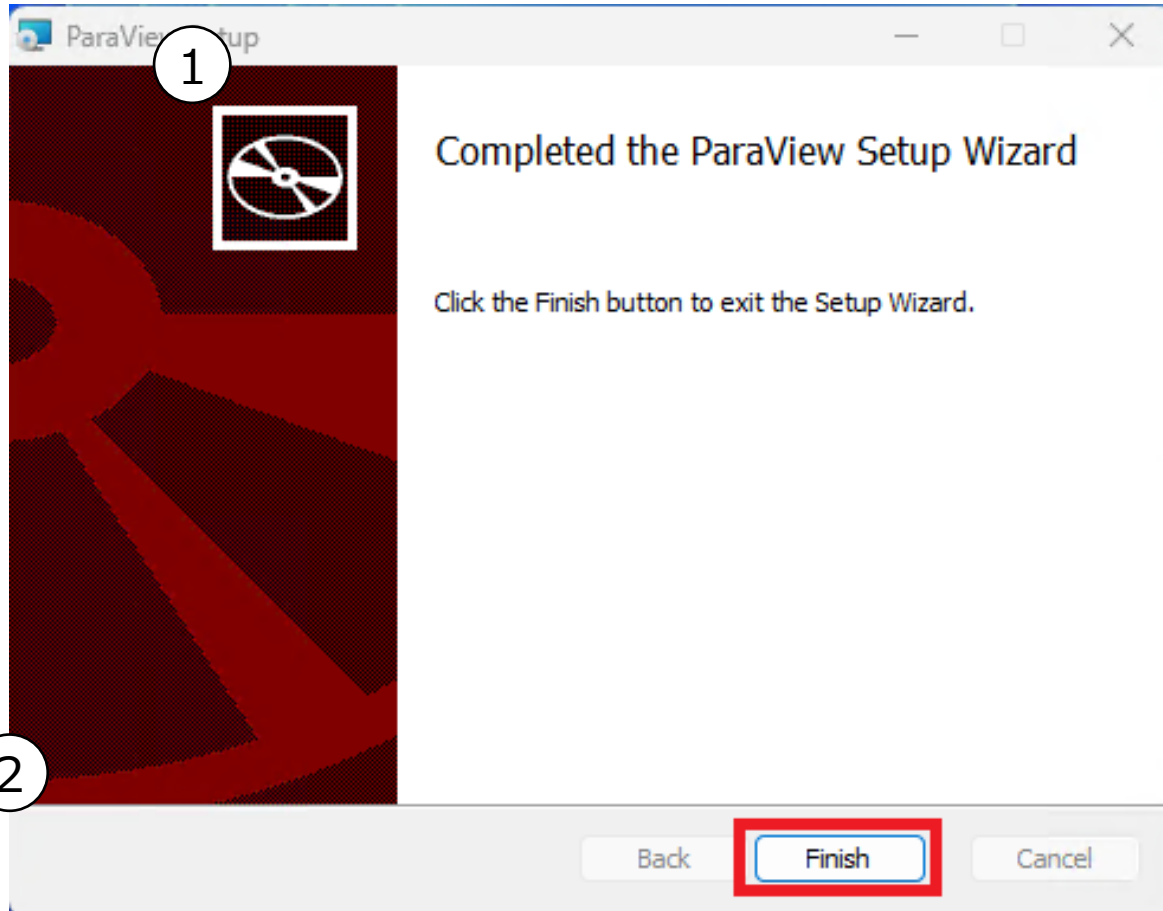 ParaView Setup
1
Completed the ParaView Setup Wizard
Click the Finish button to exit the Setup Wizard.
2
Back
Finish
Cancel